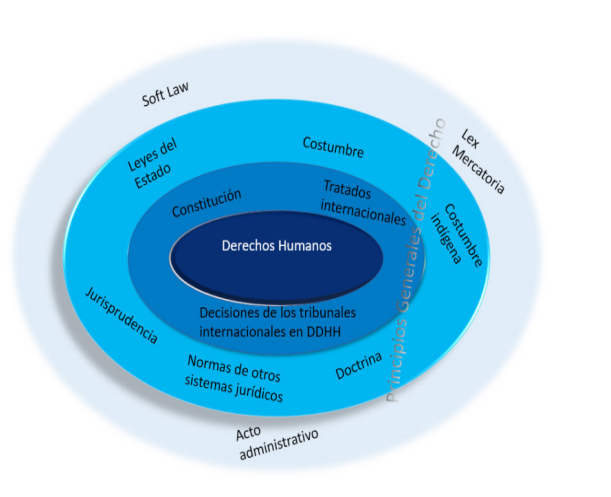 Soft Law
Lex
Mercatoria
Leyes del
Estado
Costumbre
Principios Generales del Derecho
Constitución
Tratados
internacionales
Costumbre
indígena
Derechos Humanos
Jurisprudencia
Decisiones de los tribunales
internacionales en DDHH
Normas de otros
sistemas jurídicos
Doctrina
Acto
administrativo